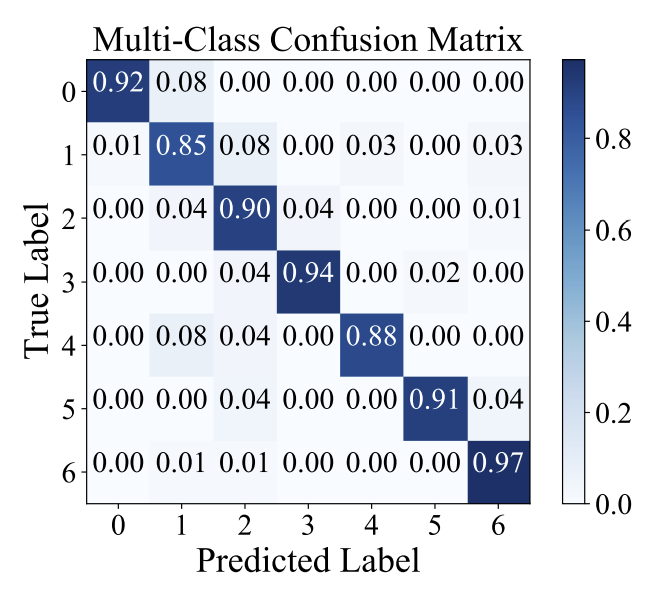 Multi-Class Confusion Matrix
0 0.92 0.08 0.00 0.00 0.00 0.00 0.00
1 0.01 0.85 0.08 0.00 0.03 0.00 0.03
2 0.00 0.04 0.90 0.04 0.00 0.00 0.01
3 0.00 0.00 0.04 0.94 0.00 0.02 0.00
4 0.00 0.08 0.04 0.00 0.88 0.00 0.00
5 0.00 0.00 0.04 0.00 0.00 0.91 0.04
6 0.00 0.01 0.01 0.00 0.00 0.00 0.97
0 1 2 3 4 5 6
Predicted Label
True Label
0.8
0.6
0.4
0.2
0.0